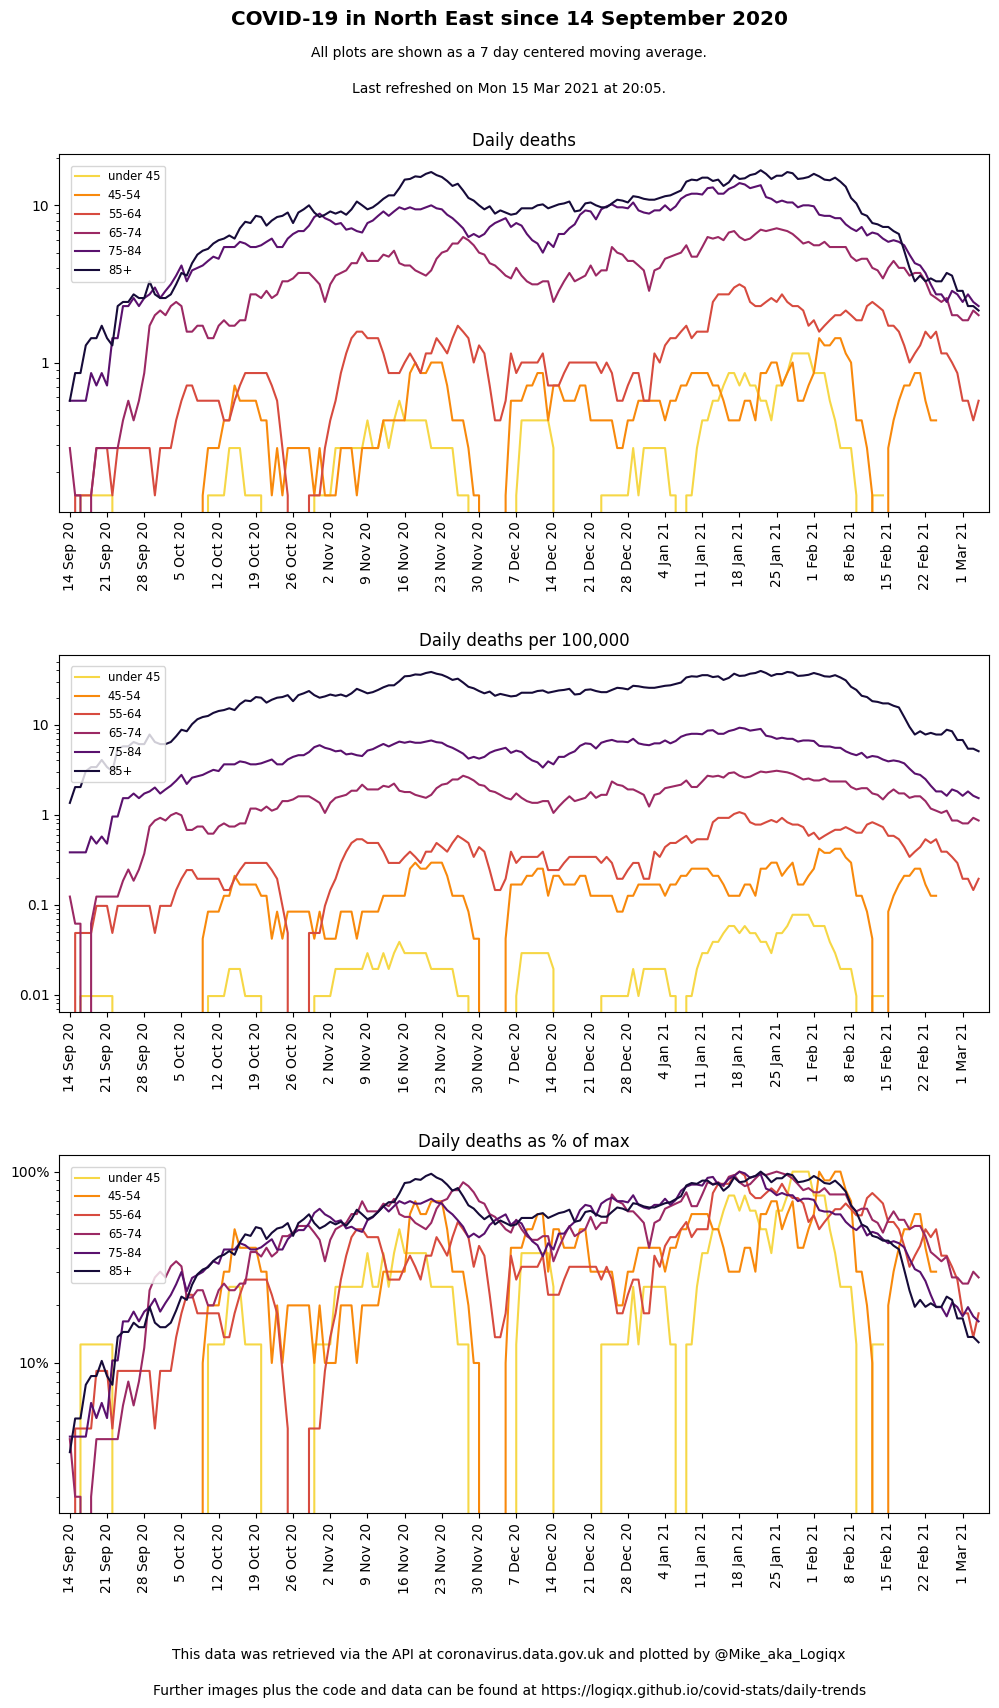 COVID-19 in North East since 14 September 2020
All plots are shown as a 7 day centered moving average.
Last refreshed on Mon 15 Mar 2021 at 20:05.
Daily deaths
10
1
under 45
45-54
55-64
65-74
75-84
85+
14 Sep 20
21 Sep 20
28 Sep 20
5 Oct 20
12 Oct 20
19 Oct 20
26 Oct 20
2 Nov 20
9 Nov 20
16 Nov 20
23 Nov 20
30 Nov 20
7 Dec 20
14 Dec 20
21 Dec 20
28 Dec 20
4 Jan 21
11 Jan 21
18 Jan 21
25 Jan 21
1 Feb 21
8 Feb 21
15 Feb 21
22 Feb 21
1 Mar 21
Daily deaths per 100,000
10
1
0.1
0.01
under 45
45-54
55-64
65-74
75-84
85+
14 Sep 20
21 Sep 20
28 Sep 20
5 Oct 20
12 Oct 20
19 Oct 20
26 Oct 20
2 Nov 20
9 Nov 20
16 Nov 20
23 Nov 20
30 Nov 20
7 Dec 20
14 Dec 20
21 Dec 20
28 Dec 20
4 Jan 21
11 Jan 21
18 Jan 21
25 Jan 21
1 Feb 21
8 Feb 21
15 Feb 21
22 Feb 21
1 Mar 21
Daily deaths as % of max
100%
10%
under 45
45-54
55-64
65-74
75-84
85+
14 Sep 20
21 Sep 20
28 Sep 20
5 Oct 20
12 Oct 20
19 Oct 20
26 Oct 20
2 Nov 20
9 Nov 20
16 Nov 20
23 Nov 20
30 Nov 20
7 Dec 20
14 Dec 20
21 Dec 20
28 Dec 20
4 Jan 21
11 Jan 21
18 Jan 21
25 Jan 21
1 Feb 21
8 Feb 21
15 Feb 21
22 Feb 21
1 Mar 21
This data was retrieved via the API at coronavirus.data.gov.uk and plotted by @Mike_aka_Logiqx
Further images plus the code and data can be found at https://logiqx.github.io/covid-stats/daily-trends